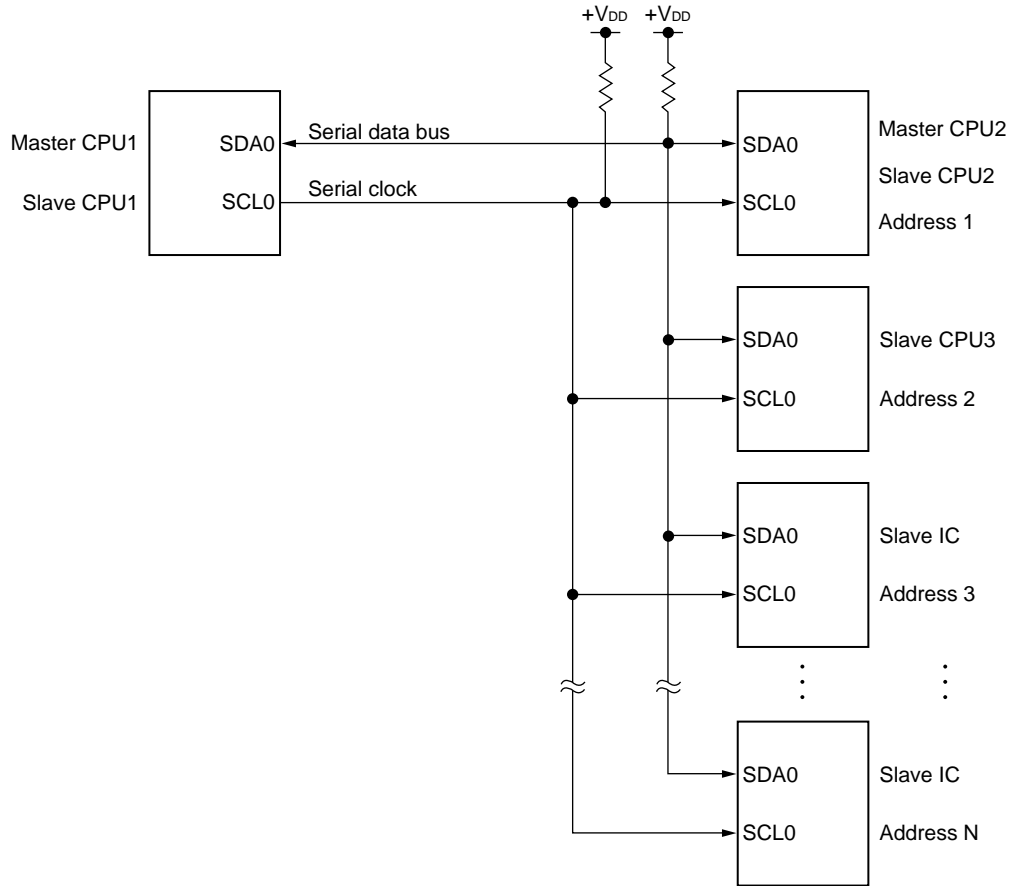 +VDD +VDD
Master CPU1
Slave CPU1
SDA0
SCL0
Serial data bus
Serial clock
SDA0
SCL0
Master CPU2
Slave CPU2
Address 1
SDA0
SCL0
Slave CPU3
Address 2
SDA0
SCL0
Slave IC
Address 3
SDA0
SCL0
Slave IC
Address N